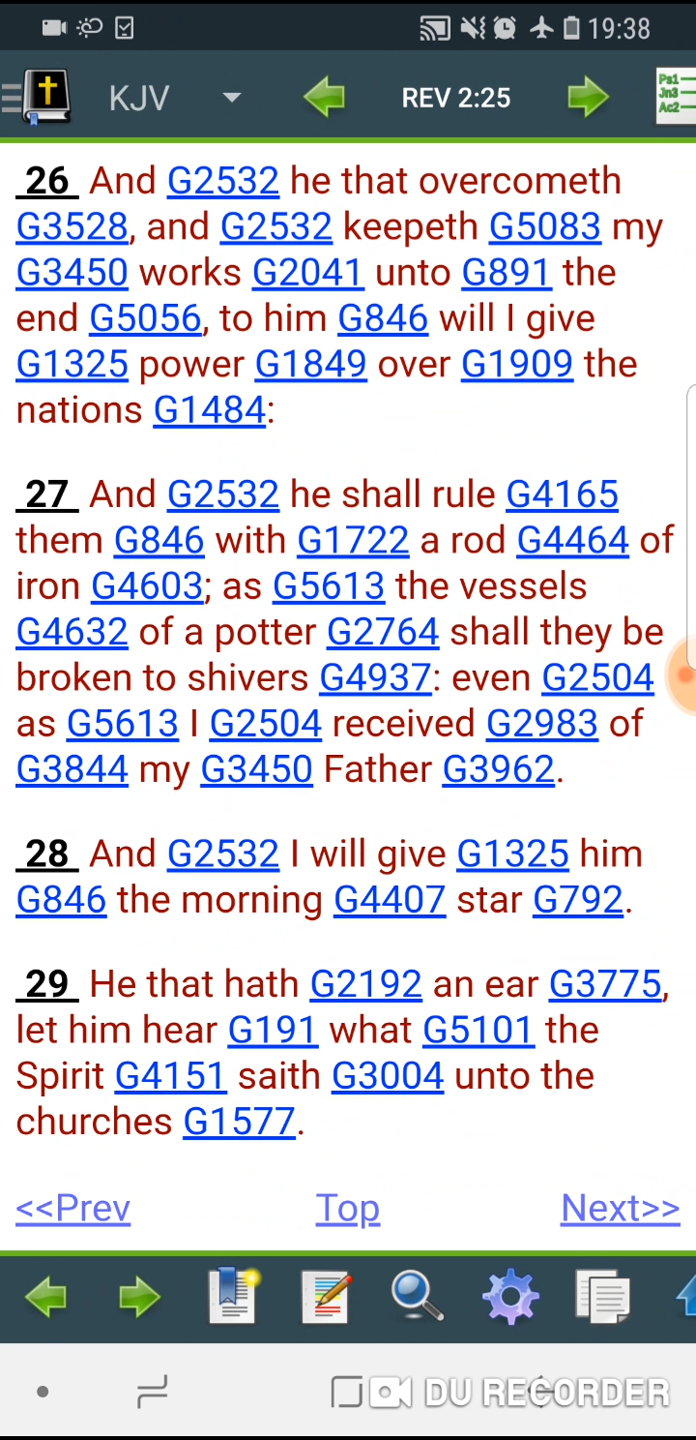 19:38
KJV
REV 2:25
Ps1
Jn3
Ac2
26 And G2532 he that overcometh
G3528, and G2532 keepeth G5083 my
G3450 works G2041 unto G891 the
end G5056, to him G846 will I give
G1325 power G1849 over G1909 the
nations G1484:
27 And G2532 he shall rule G4165
them G846 with G1722 a rod G4464 of
iron G4603; as G5613 the vessels
G4632 of a potter G2764 shall they be
broken to shivers G4937: even G2504
as G5613 I G2504 received G2983 of
G3844 my G3450 Father G3962.
28 And G2532 I will give G1325 him
G846 the morning G4407 star G792.
29 He that hath G2192 an ear G3775,
let him hear G191 what G5101 the
Spirit G4151 saith G3004 unto the
churches G1577.
<<Prev Top Next>>
DU RECORDER